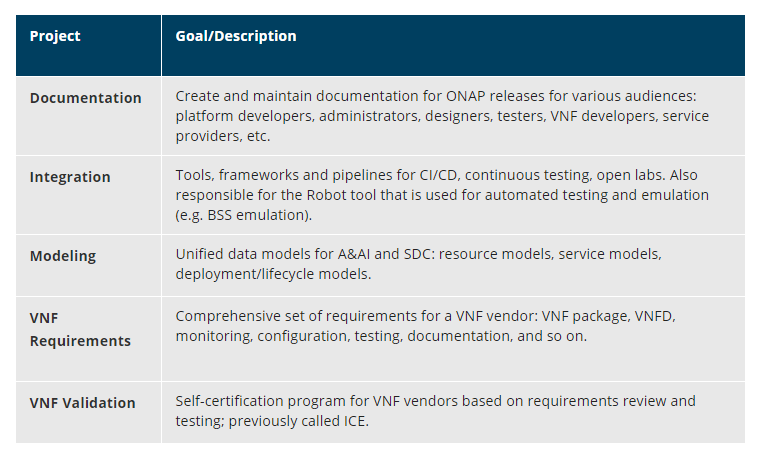 Project
Goal/Description
Documentation
Create and maintain documentation for ONAP releases for various audiences:
platform developers, administrators, designers, testers, VNF developers, service
providers, etc.
Integration
Tools, frameworks and pipelines for CI/CD, continuous testing, open labs. Also
responsible for the Robot tool that is used for automated testing and emulation
(e.g. BSS emulation).
Modeling
Unified data models for A&AI and SDC: resource models, service models,
deployment/lifecycle models.
VNF
Requirements
Comprehensive set of requirements for a VNF vendor: VNF package, VNFD,
monitoring, configuration, testing, documentation, and so on.
VNF Validation
Self-certification program for VNF vendors based on requirements review and
testing; previously called ICE.